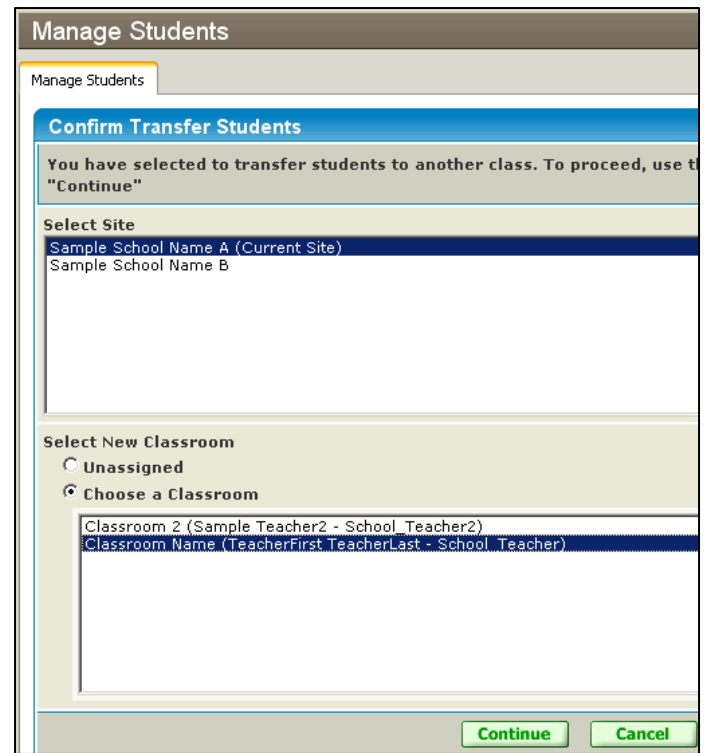 Manage Students
Manage Students
Confirm Transfer Students
You have selected to transfer students to another class. To proceed, use
"Continue"
Select Site
Sample School Name A (Current Site)
Sample School Name B
Select New Classroom
Unassigned
Choose a Classroom
Classroom 2 (Sample Teacher2 - School_Teacher2)
Classroom Name (TeacherFirst TeacherLast - School_Teacher)
Continue Cancel